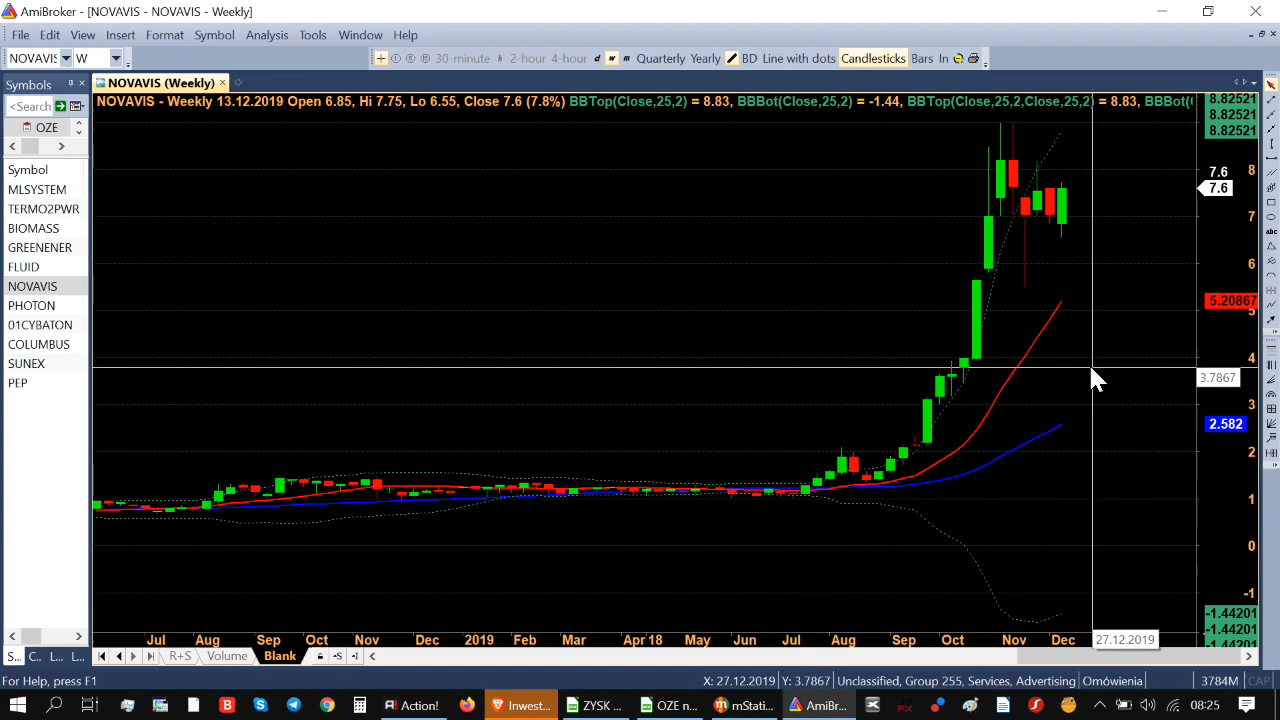 AmiBroker - [NOVAVIS - NOVAVIS - Weekly]
File Edit View Insert Format Symbol Analysis Tools Window Help
NOVAVIS W 30-minute h 2-hour 4-hour d w m Quarterly Yearly BD Line with dots Candlesticks Bars In
Symbols
NOVAVIS (Weekly)
<Search
OZE
Symbol
MLSYSTEM
TERMO2PWR
BIOMASS
GREENENER
FLUID
NOVAVIS
PHOTON
01CYBATON
COLUMBUS
SUNEX
PEP
NOVAVIS - Weekly 13.12.2019 Open 6.85, Hi 7.75, Lo 6.55, Close 7.6 (7.8%) BBTop(Close,25,2) = 8.83, BBBot(Close,25,2) = -1.44, BBTop(Close,25,2,Close,25,2) = 8.83, BBBot(
8.82521
8.82521
8.82521
8
7.6
7.6
7
6
5.20867
5
4
3.7867
3
2.582
2
1
0
-1
-1.44201
-1.44201
-1.44201
Jul Aug Sep Oct Nov Dec 2019 Feb Mar Apr 18 May Jun Jul Aug Sep Oct Nov Dec
27.12.2019
S... C... L... L...
R+S Volume Blank S I
For Help, press F1
X: 27.12.2019 Y: 3.7867 Unclassified, Group 255, Services, Advertising Omówienia 3784M CAP
Action! Inwest... ZYSK ... OZE n... mStati... AmiBr... 08:25